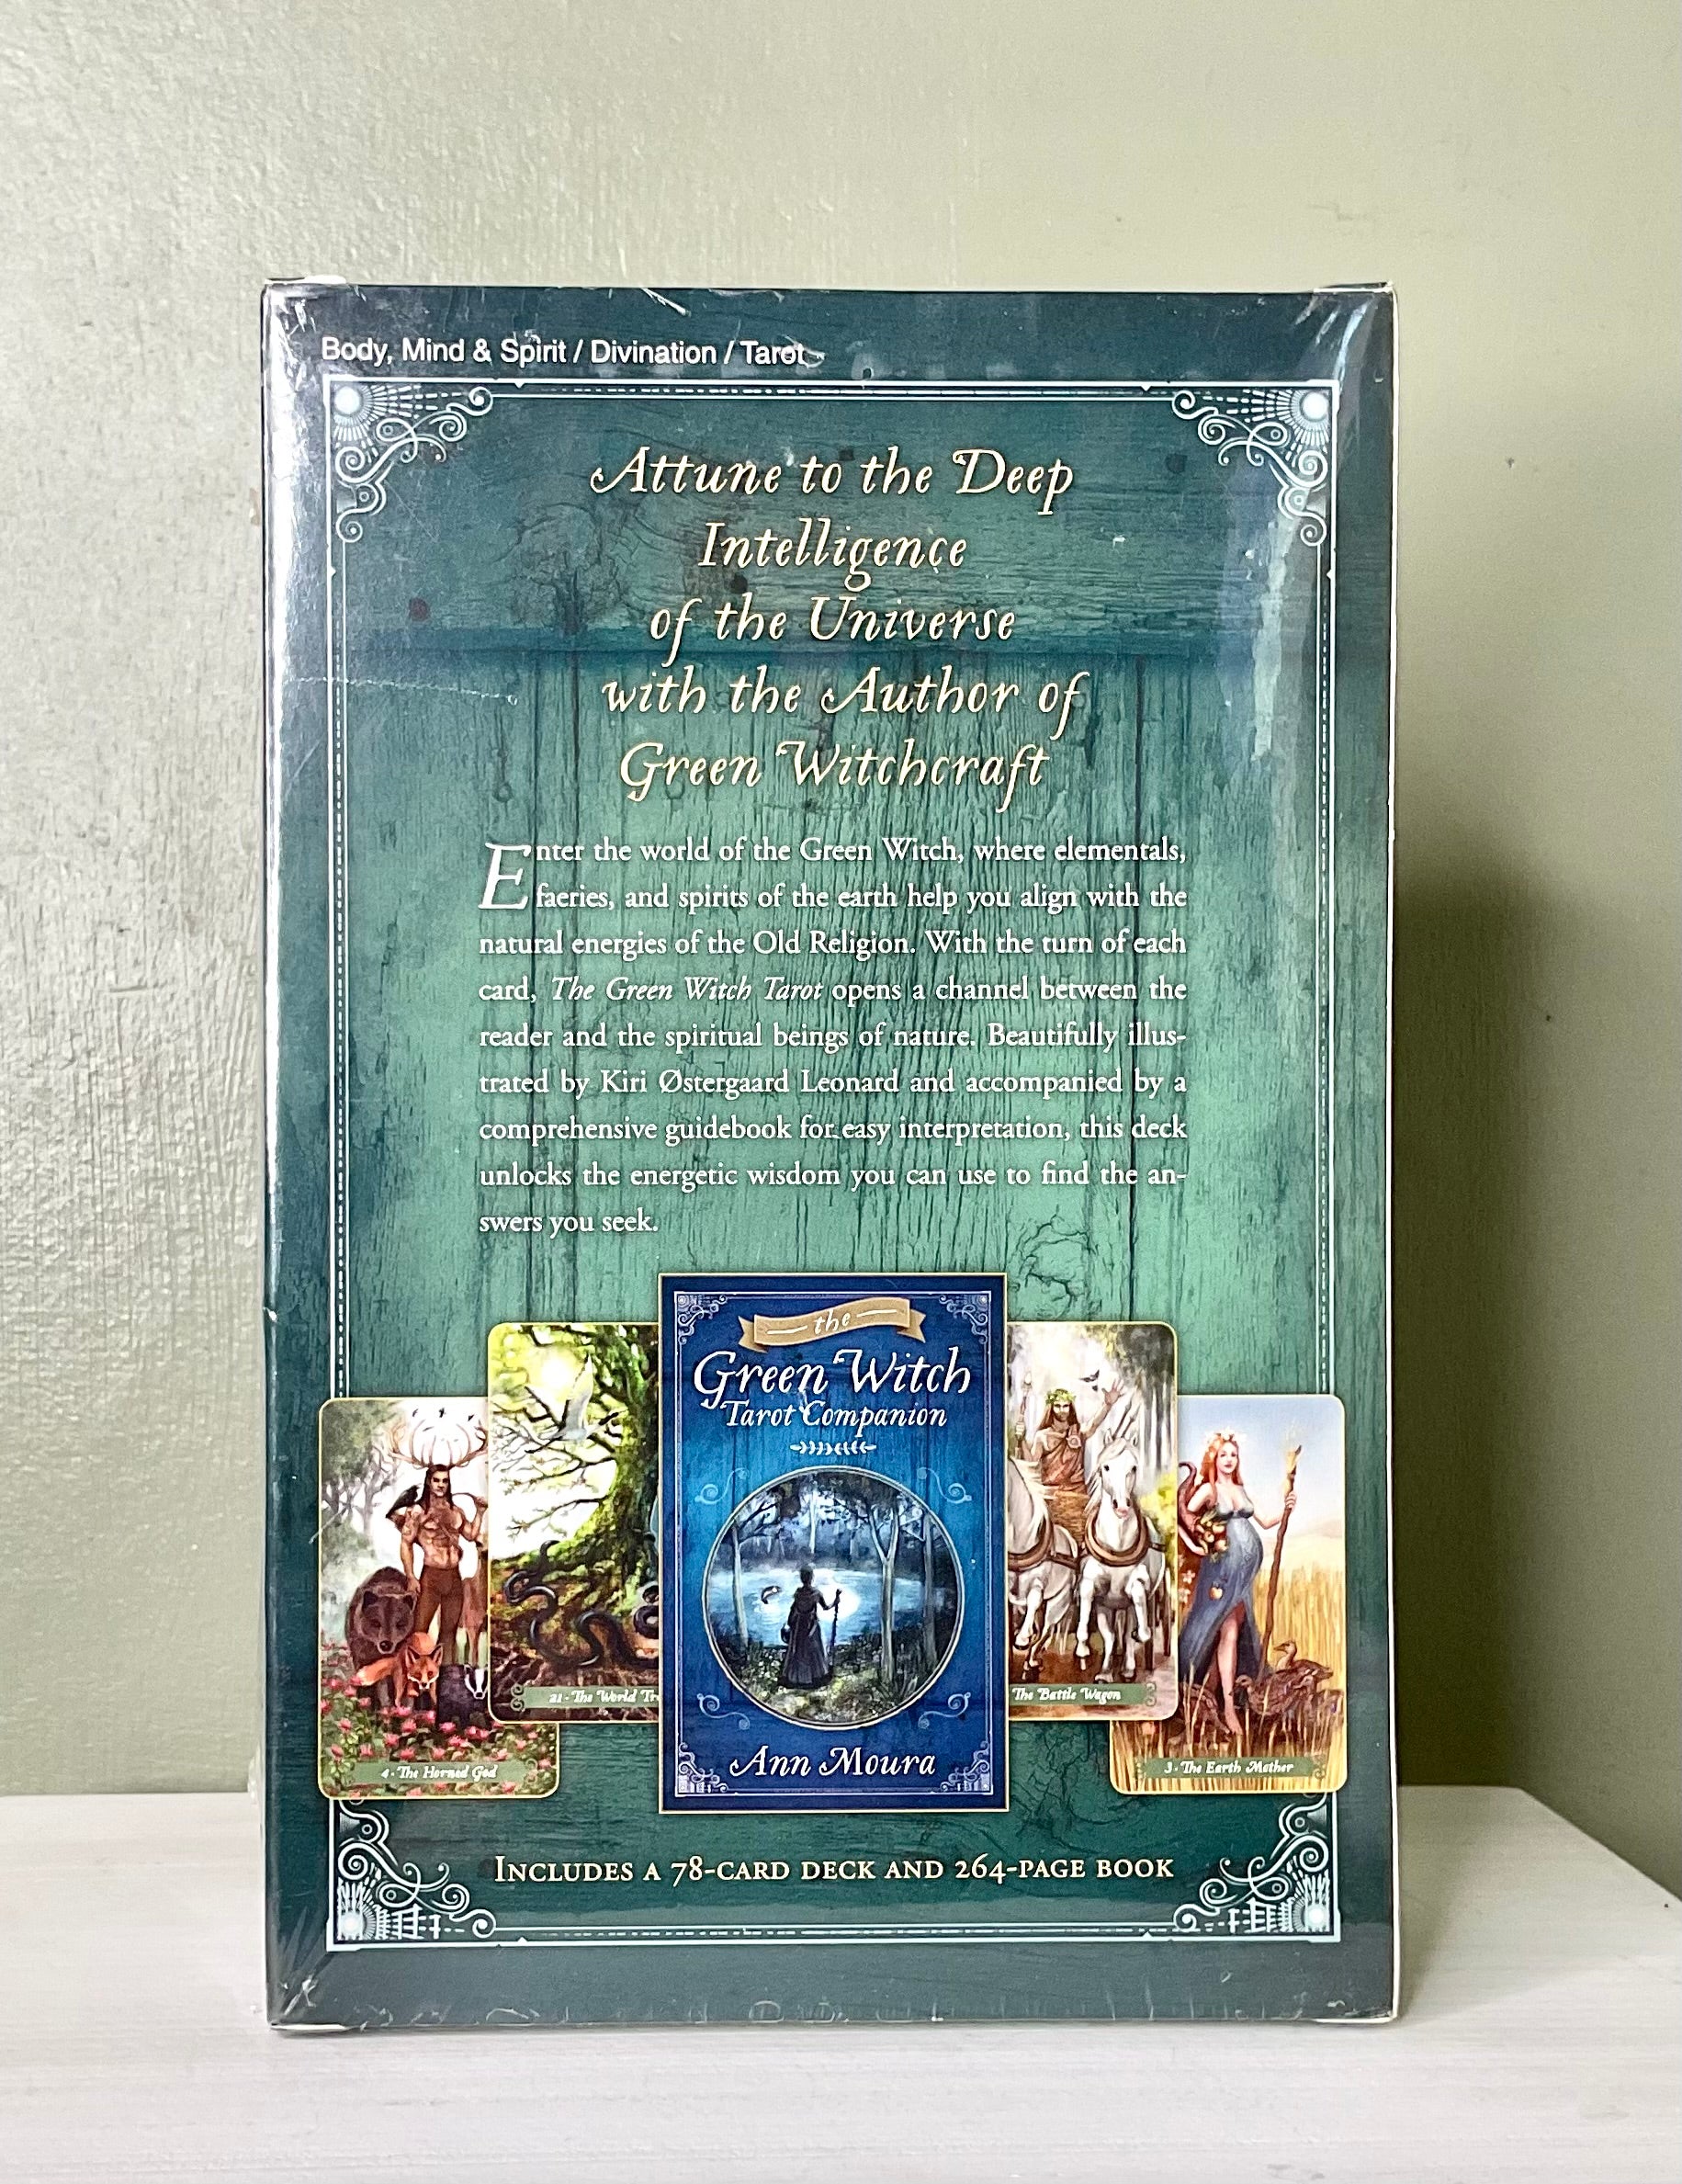 Body, Mind & Spirit / Divination / Tarot
Attune to the Deep
Intelligence
of the Universe
with the Author of
Green Witchcraft
Enter the world of the Green Witch, where elementals,
faeries, and spirits of the earth help you align with the
natural energies of the Old Religion. With the turn of each
card, The Green Witch Tarot opens a channel between the
reader and the spiritual beings of nature. Beautifully illus-
trated by Kiri Østergaard Leonard and accompanied by a
comprehensive guidebook for easy interpretation, this deck
unlocks the energetic wisdom you can use to find the an-
swers you seek.
the
Green Witch
Tarot Companion
Ann Moura
4 · The Horned God
21 · The World Tr
The Battle Wagon
3 · The Earth Mother
Includes a 78-card deck and 264-page book